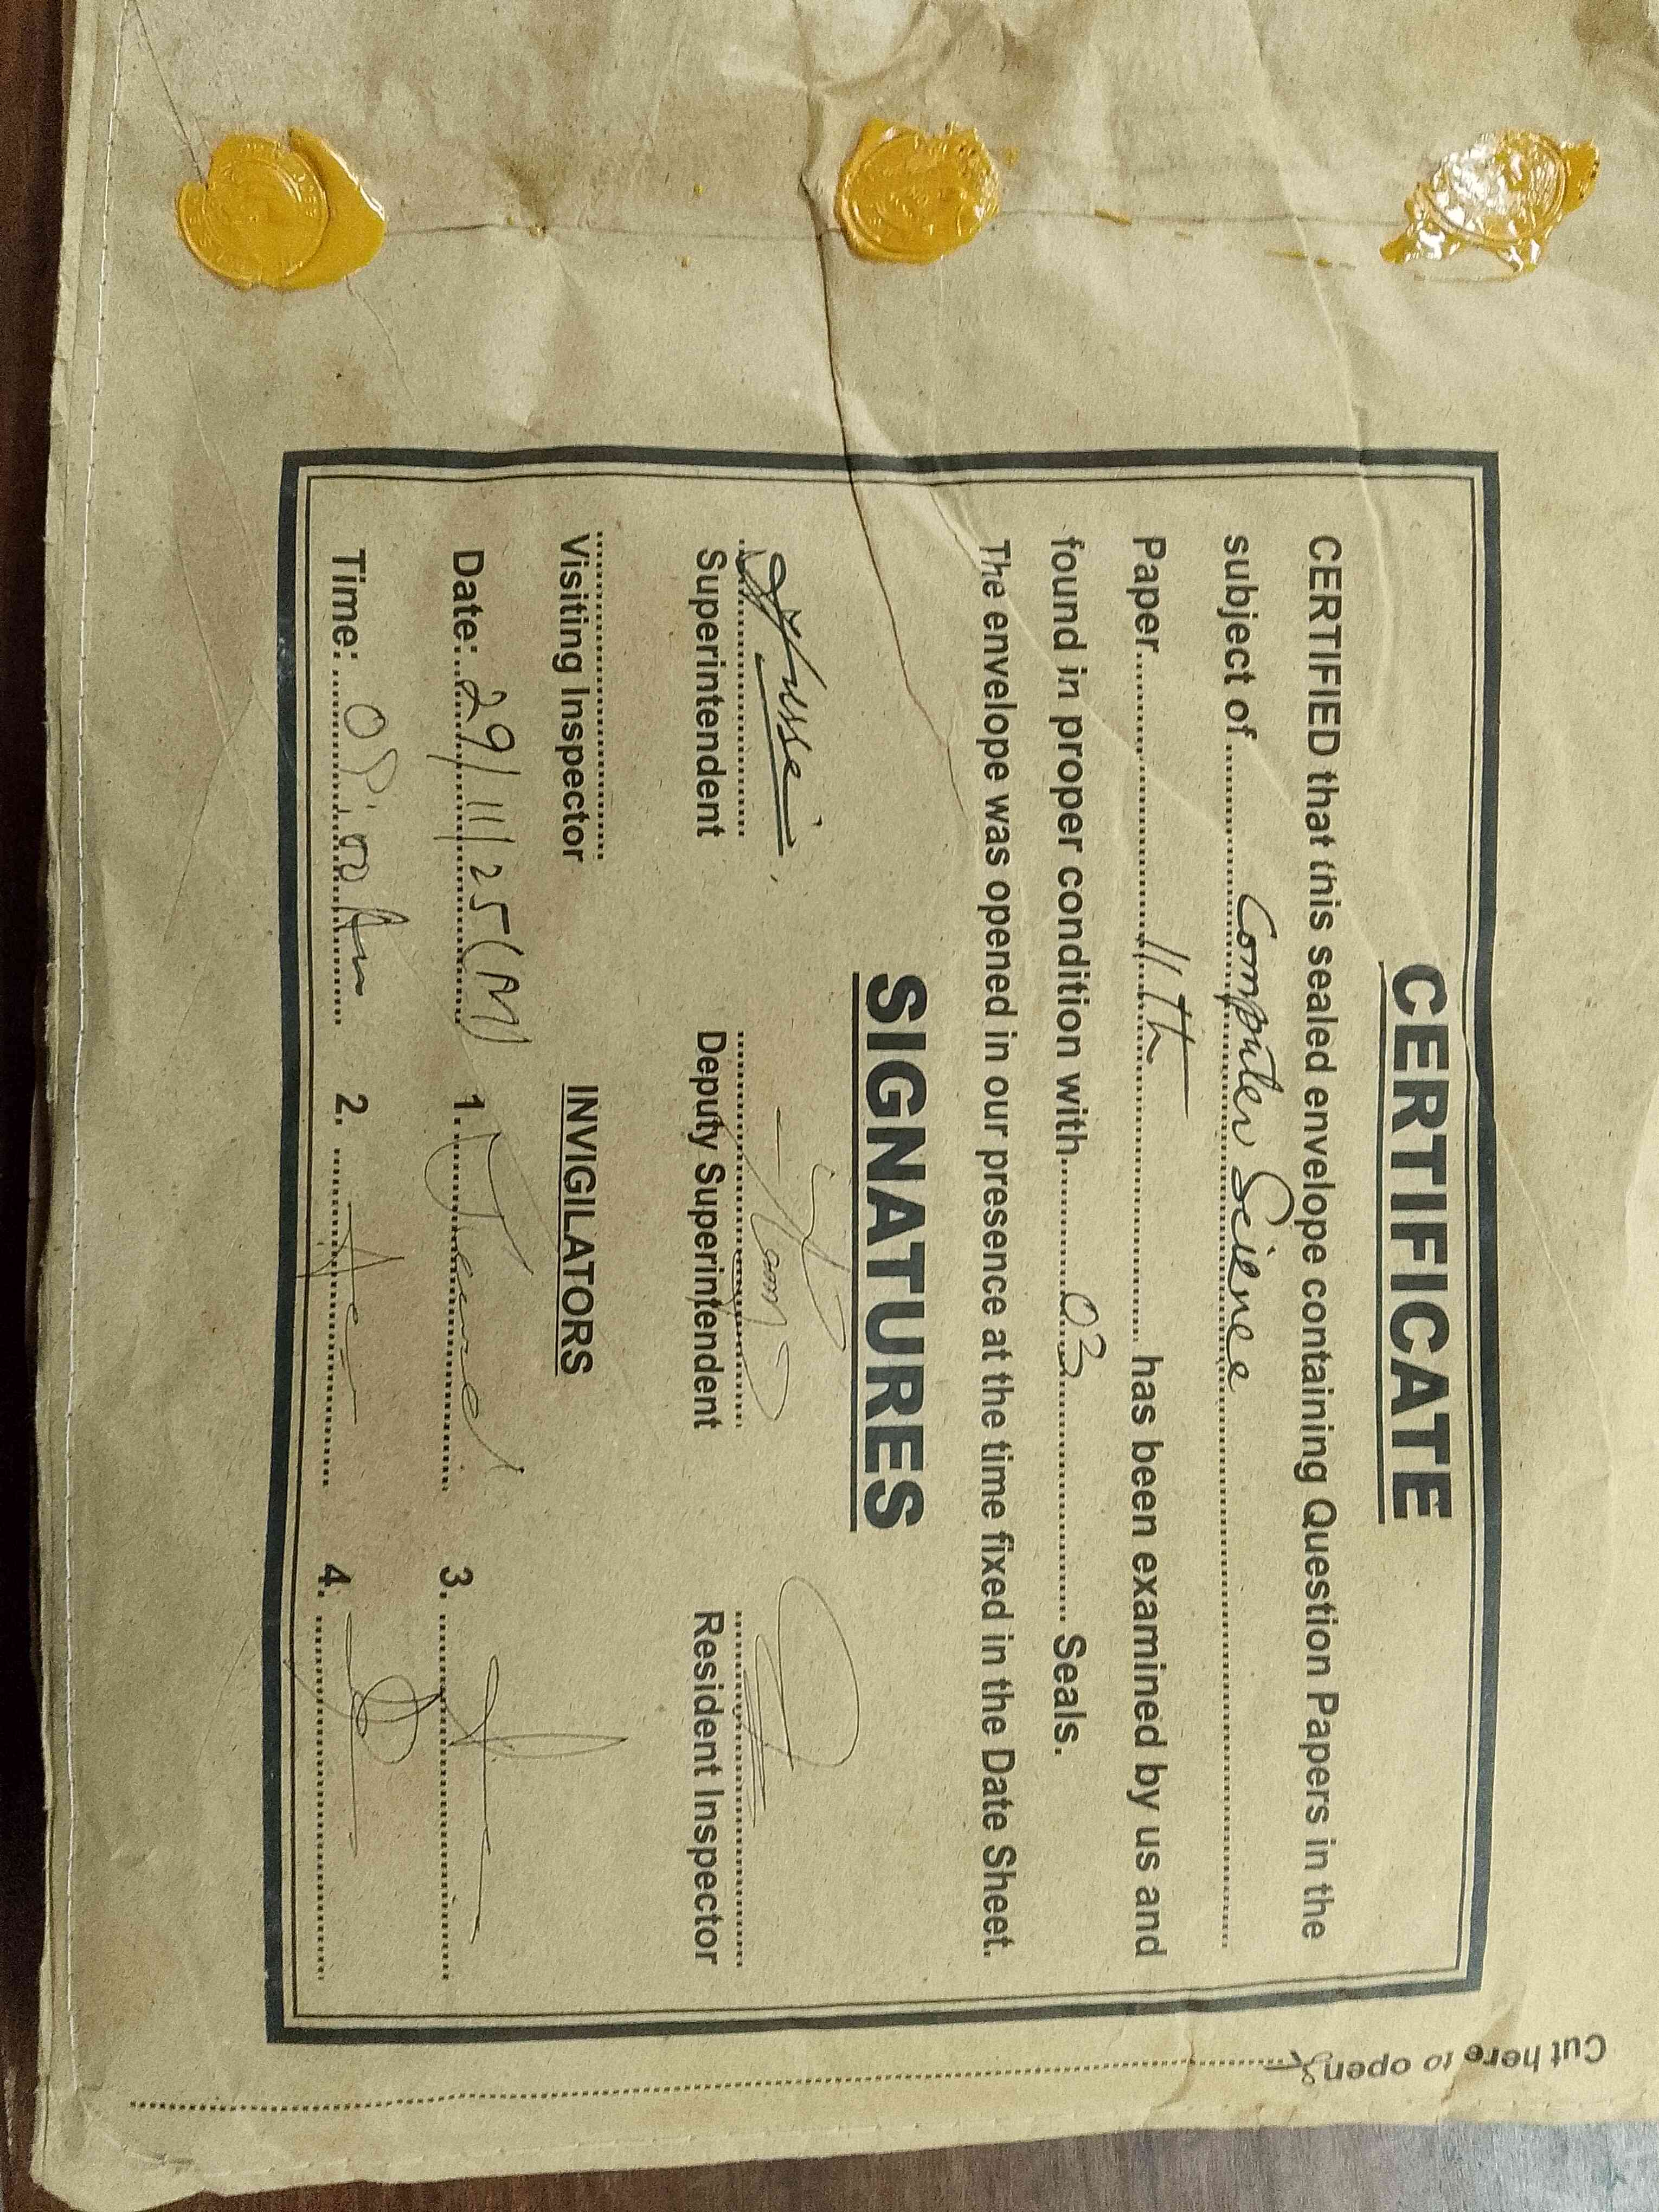 CERTIFICATE
CERTIFIED that this sealed envelope containing Question Papers in the
subject of Computer Science
Paper 11th has been examined by us and
found in proper condition with 03 Seals.
The envelope was opened in our presence at the time fixed in the Date Sheet.
SIGNATURES
Superintendent Deputy Superintendent Resident Inspector
Visiting Inspector INVIGILATORS
Date: 29/11/25(M) 1. 3.
Time: 2. 4.
Cut here to open